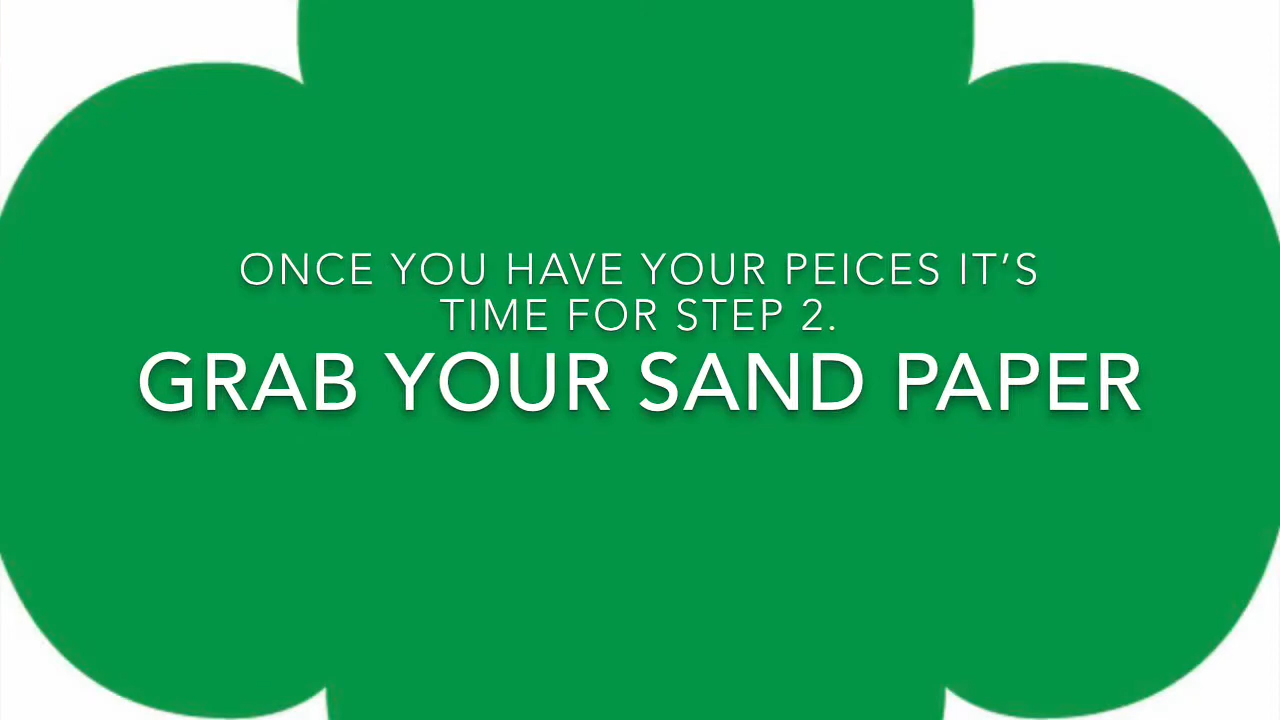 ONCE YOU HAVE YOUR PEICES IT’S
TIME FOR STEP 2.
GRAB YOUR SAND PAPER